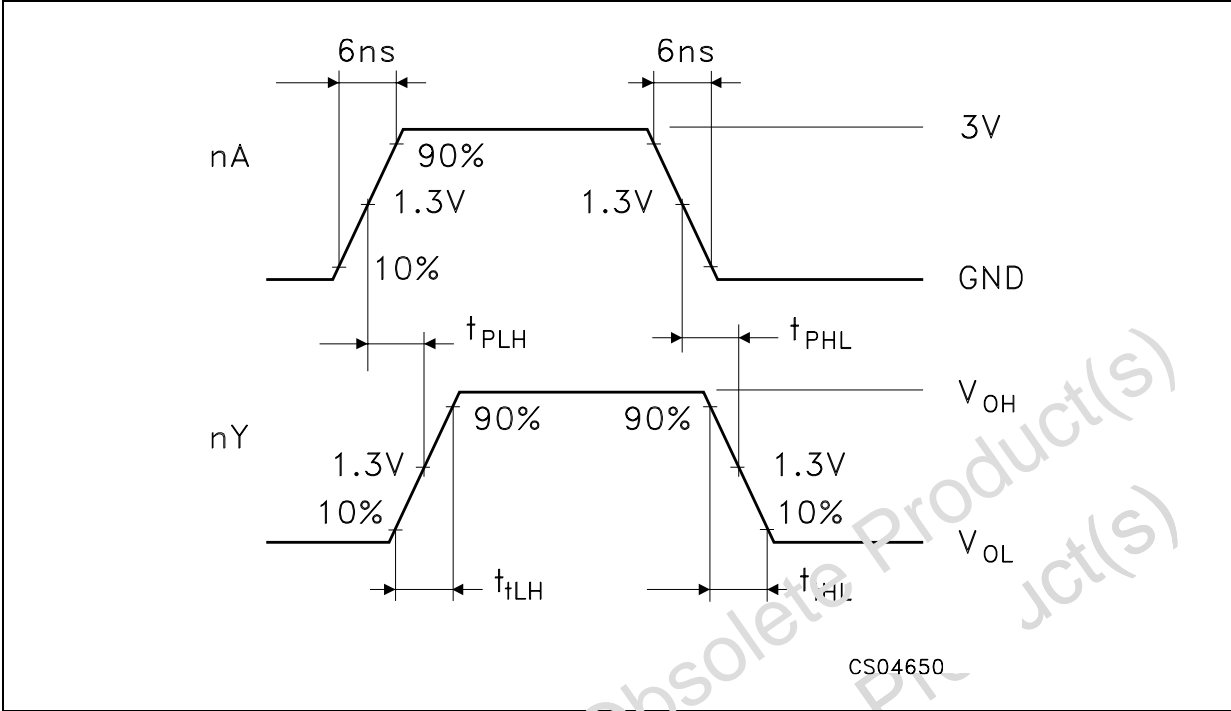 6ns 6ns
nA 3V
90%
1.3V 1.3V
10% GND
tPLH tPHL
nY VOH
90% 90%
1.3V 1.3V
10% 10%
VOL
ttLH
CS04650
Obsolete Product(s)